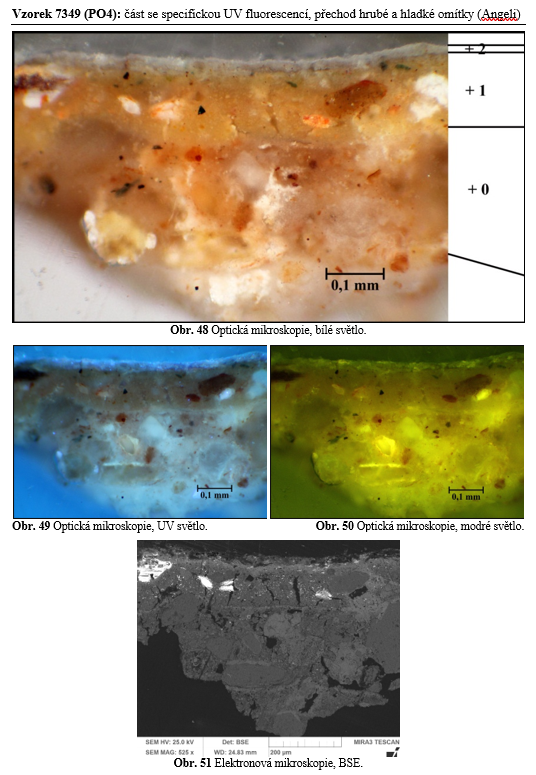 Vzorek 7349 (PO4): část se specifickou UV fluorescencí, přechod hrubé a hladké omítky (Angeli)
+ 2
+ 1
+ 0
0,1 mm
Obr. 48 Optická mikroskopie, bílé světlo.
0,1 mm
0,1 mm
Obr. 49 Optická mikroskopie, UV světlo.
Obr. 50 Optická mikroskopie, modré světlo.
SEM HV: 25.0 kV Det: BSE MIRA3 TESCAN
SEM MAG: 525 x WD: 24.83 mm 200 µm
Obr. 51 Elektronová mikroskopie, BSE.